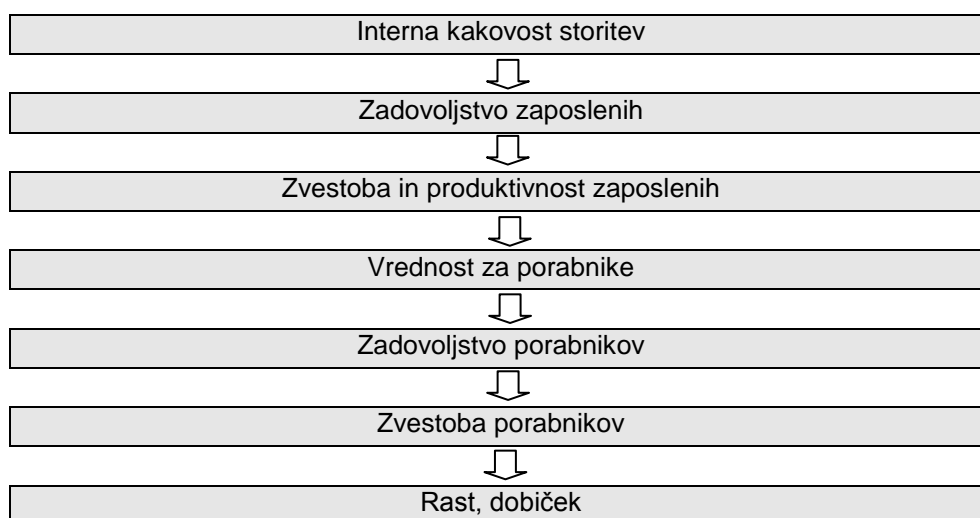 Interna kakovost storitev
Zadovoljstvo zaposlenih
Zvestoba in produktivnost zaposlenih
Vrednost za porabnike
Zadovoljstvo porabnikov
Zvestoba porabnikov
Rast, dobiček